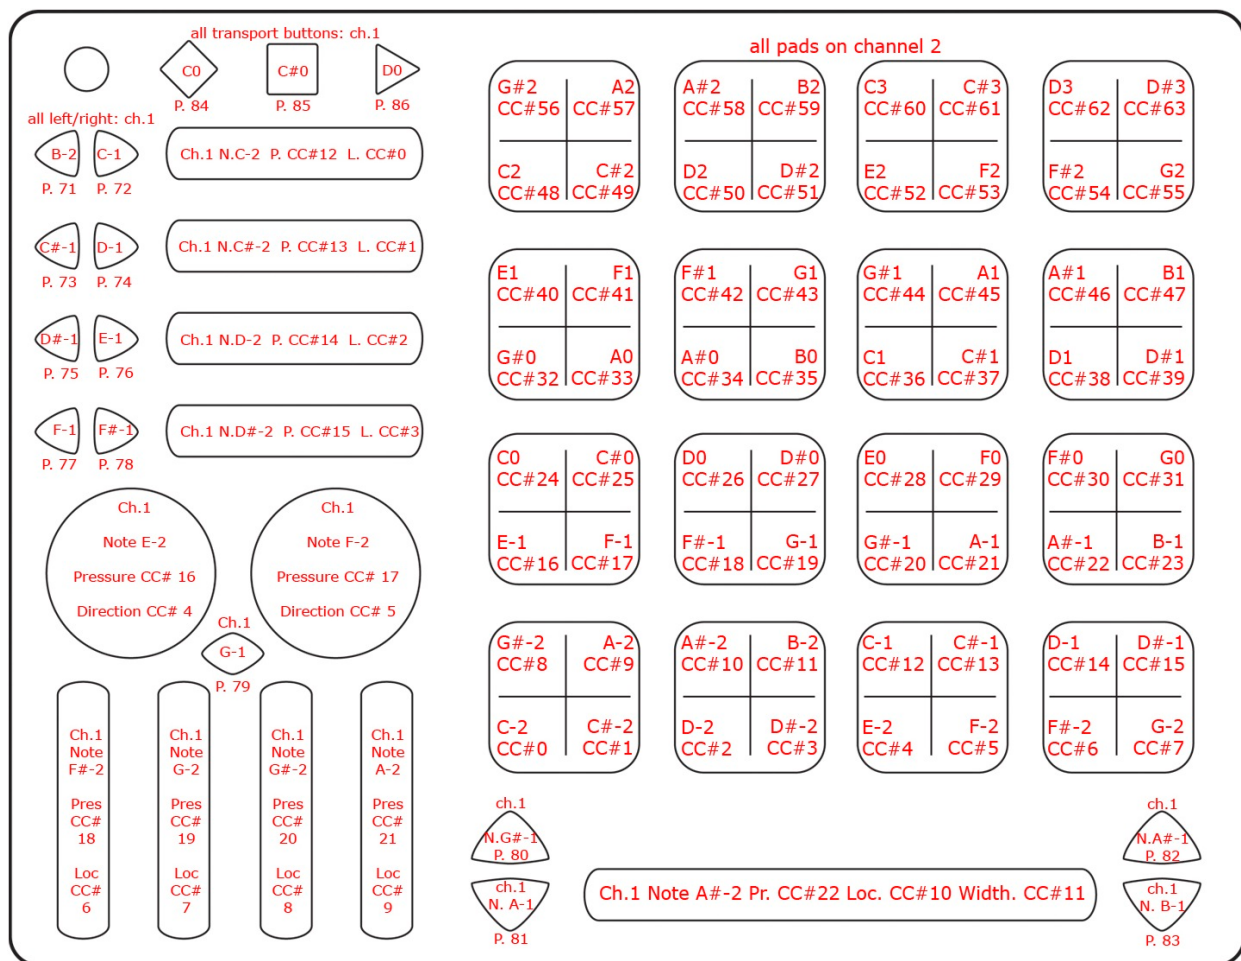 all transport buttons: ch.1
C0 C#0 D0
P. 84 P. 85 P. 86
all left/right: ch.1
B-2 C-1 Ch.1 N.C-2 P. CC#12 L. CC#0
P. 71 P. 72
C#-1 D-1 Ch.1 N.C#-2 P. CC#13 L. CC#1
P. 73 P. 74
D#-1 E-1 Ch.1 N.D-2 P. CC#14 L. CC#2
P. 75 P. 76
F-1 F#-1 Ch.1 N.D#-2 P. CC#15 L. CC#3
P. 77 P. 78
Ch.1
Note E-2
Pressure CC# 16
Direction CC# 4
Ch.1
Note F-2
Pressure CC# 17
Direction CC# 5
Ch.1
G-1
P. 79
Ch.1
Note
F#-2
Pres
CC#
18
Loc
CC#
6
Ch.1
Note
G-2
Pres
CC#
19
Loc
CC#
7
Ch.1
Note
G#-2
Pres
CC#
20
Loc
CC#
8
Ch.1
Note
A-2
Pres
CC#
21
Loc
CC#
9
all pads on channel 2
G#2 A2 A#2 B2 C3 C#3 D3 D#3
CC#56 CC#57 CC#58 CC#59 CC#60 CC#61 CC#62 CC#63
C2 C#2 D2 D#2 E2 F2 F#2 G2
CC#48 CC#49 CC#50 CC#51 CC#52 CC#53 CC#54 CC#55
E1 F1 F#1 G1 G#1 A1 A#1 B1
CC#40 CC#41 CC#42 CC#43 CC#44 CC#45 CC#46 CC#47
G#0 A0 A#0 B0 C1 C#1 D1 D#1
CC#32 CC#33 CC#34 CC#35 CC#36 CC#37 CC#38 CC#39
C0 C#0 D0 D#0 E0 F0 F#0 G0
CC#24 CC#25 CC#26 CC#27 CC#28 CC#29 CC#30 CC#31
E-1 F-1 F#-1 G-1 G#-1 A-1 A#-1 B-1
CC#16 CC#17 CC#18 CC#19 CC#20 CC#21 CC#22 CC#23
G#-2 A-2 A#-2 B-2 C-1 C#-1 D-1 D#-1
CC#8 CC#9 CC#10 CC#11 CC#12 CC#13 CC#14 CC#15
C-2 C#-2 D-2 D#-2 E-2 F-2 F#-2 G-2
CC#0 CC#1 CC#2 CC#3 CC#4 CC#5 CC#6 CC#7
ch.1
N.G#-1
P. 80
ch.1
N. A-1
P. 81
Ch.1 Note A#-2 Pr. CC#22 Loc. CC#10 Width. CC#11
ch.1
N.A#-1
P. 82
ch.1
N. B-1
P. 83